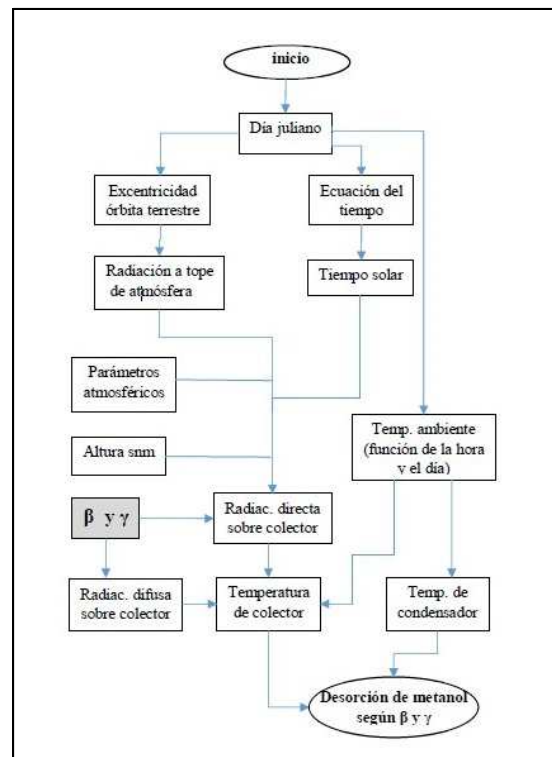 inicio
Día juliano
Excentricidad
órbita terrestre
Ecuación del
tiempo
Radiación a tope
de atmósfera
Tiempo solar
Parámetros
atmosféricos
Altura snm
Temp. ambiente
(función de la hora
y el día)
β y γ
Radiac. directa
sobre colector
Radiac. difusa
sobre colector
Temperatura
de colector
Temp. de
condensador
Desorción de metanol
según β y γ